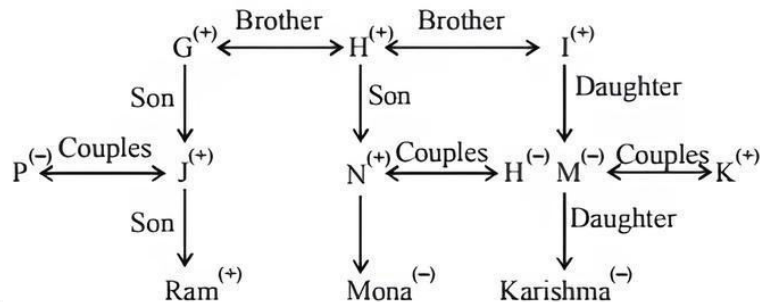 Brother Brother
G(+) H(+) I(+)
Son Son Daughter
P(-) Couples J(+) N(+) Couples H(-) M(-) Couples K(+)
Son Daughter
Ram(+) Mona(-) Karishma(-)